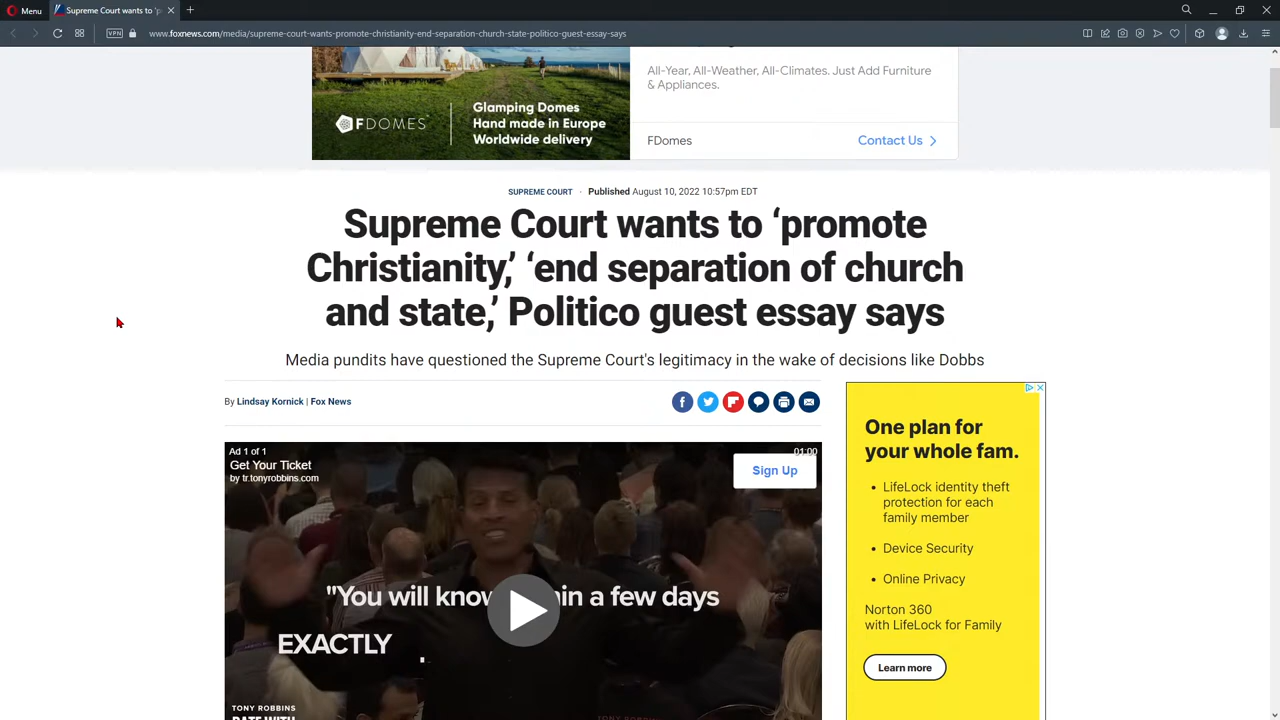 Menu
Supreme Court wants to 'p
VPN
www.foxnews.com/media/supreme-court-wants-promote-christianity-end-separation-church-state-politico-guest-essay-says
All-Year, All-Weather, All-Climates. Just Add Furniture
& Appliances.
FDOMES
Glamping Domes
Hand made in Europe
Worldwide delivery
FDomes
Contact Us
SUPREME COURT · Published August 10, 2022 10:57pm EDT
Supreme Court wants to ‘promote
Christianity,’ ‘end separation of church
and state,’ Politico guest essay says
Media pundits have questioned the Supreme Court's legitimacy in the wake of decisions like Dobbs
By Lindsay Kornick | Fox News
Ad 1 of 1
01:00
Get Your Ticket
by tr.tonyrobbins.com
Sign Up
"You will know in a few days
EXACTLY
TONY ROBBINS
One plan for
your whole fam.
• LifeLock identity theft
protection for each
family member
• Device Security
• Online Privacy
Norton 360
with LifeLock for Family
Learn more